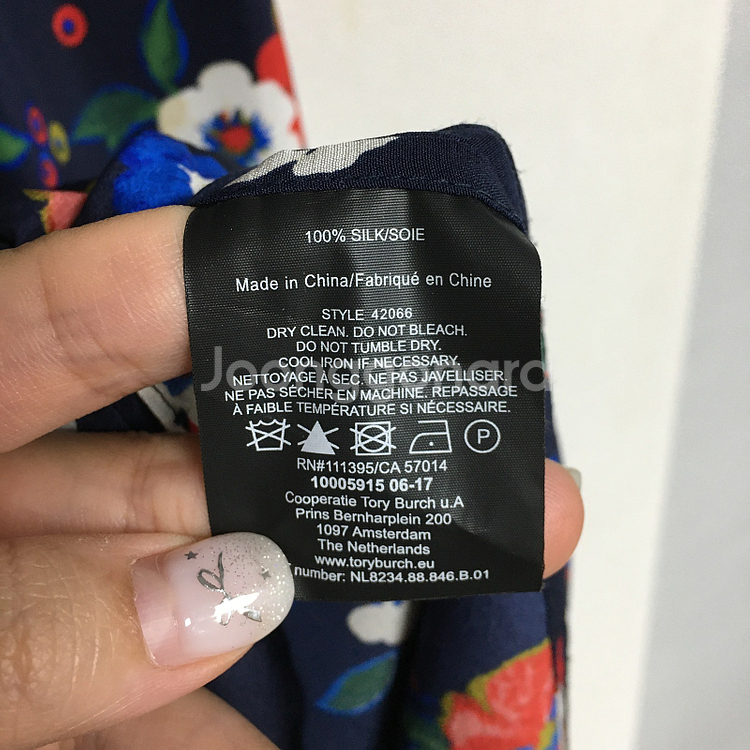 100% SILK/SOIE
Made in China/Fabriqué en Chine
STYLE 42066
DRY CLEAN. DO NOT BLEACH.
DO NOT TUMBLE DRY.
COOL IRON IF NECESSARY.
NETTOYAGE À SEC. NE PAS JAVELLISER.
NE PAS SÉCHER EN MACHINE. REPASSAGE
À FAIBLE TEMPÉRATURE SI NÉCESSAIRE.
P
RN#111395/CA 57014
10005915 06-17
Cooperatie Tory Burch u.A
Prins Bernharplein 200
1097 Amsterdam
The Netherlands
www.toryburch.com
number: NL8234.88.846.B.01